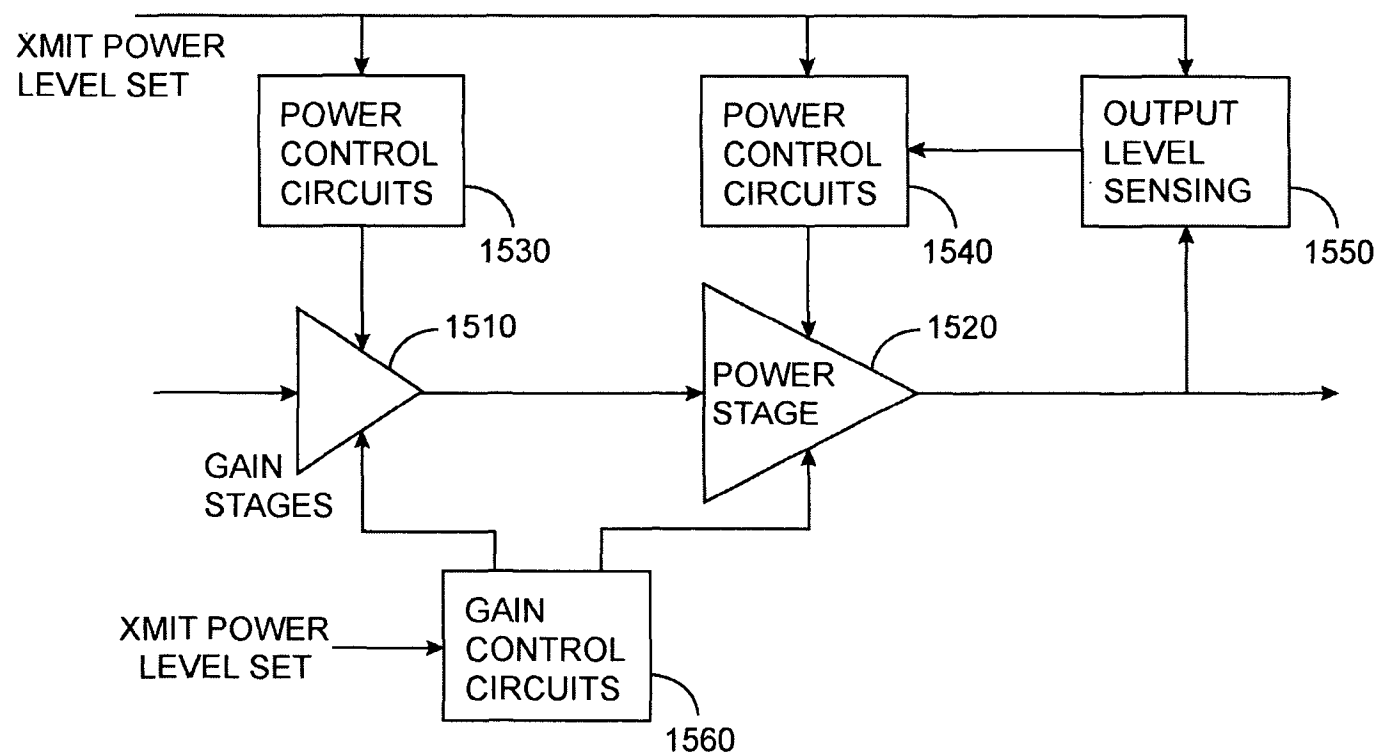 XMIT POWER
LEVEL SET
POWER
CONTROL
CIRCUITS
1530
POWER
CONTROL
CIRCUITS
1540
OUTPUT
LEVEL
SENSING
1550
1510
1520
POWER
STAGE
GAIN
STAGES
XMIT POWER
LEVEL SET
GAIN
CONTROL
CIRCUITS
1560